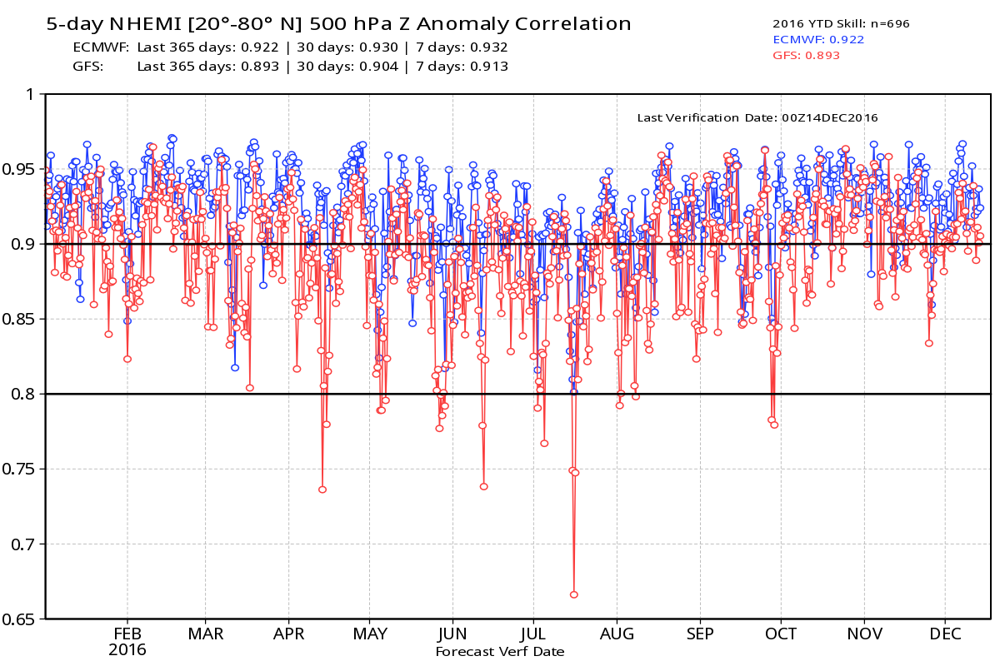 5-day NHEMI [20°-80° N] 500 hPa Z Anomaly Correlation
ECMWF: Last 365 days: 0.922 | 30 days: 0.930 | 7 days: 0.932
GFS: Last 365 days: 0.893 | 30 days: 0.904 | 7 days: 0.913
2016 YTD Skill: n=696
ECMWF: 0.922
GFS: 0.893
Last Verification Date: 00Z14DEC2016
1
0.95
0.9
0.85
0.8
0.75
0.7
0.65
FEB MAR APR MAY JUN JUL AUG SEP OCT NOV DEC
2016
Forecast Verf Date